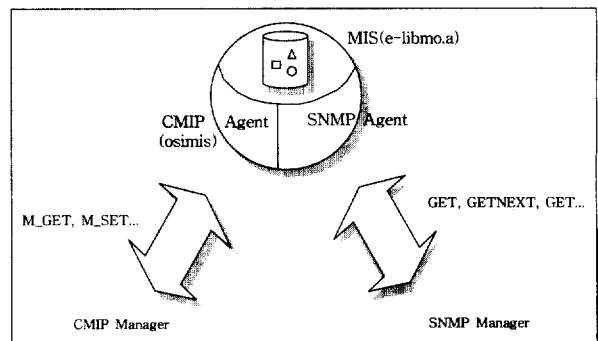 MIS(e-libmo.a)
CMIP Agent
(osimis)
SNMP Agent
M_GET, M_SET...
GET, GETNEXT, GET...
CMIP Manager
SNMP Manager